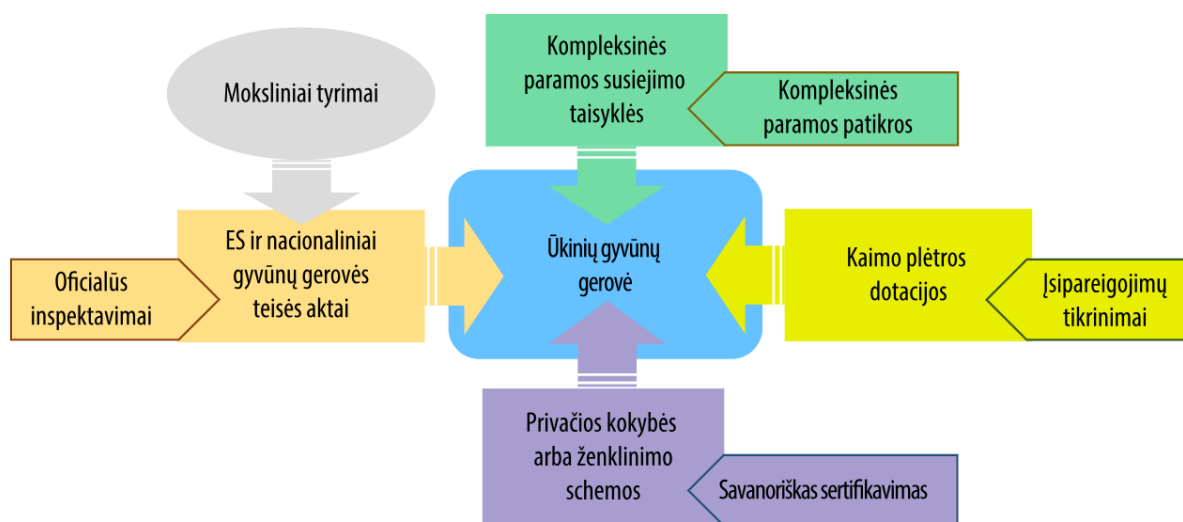 Kompleksinės
paramos susiejimo
taisyklės
Moksliniai tyrimai
Kompleksinės
paramos patikros
ES ir nacionaliniai
gyvūnų gerovės
teisės aktai
Oficialūs
inspektavimai
Ūkinių gyvūnų
gerovė
Kaimo plėtros
dotacijos
Įsipareigojimų
tikrinimai
Privačios kokybės
arba ženklinimo
schemos
Savanoriškas sertifikavimas